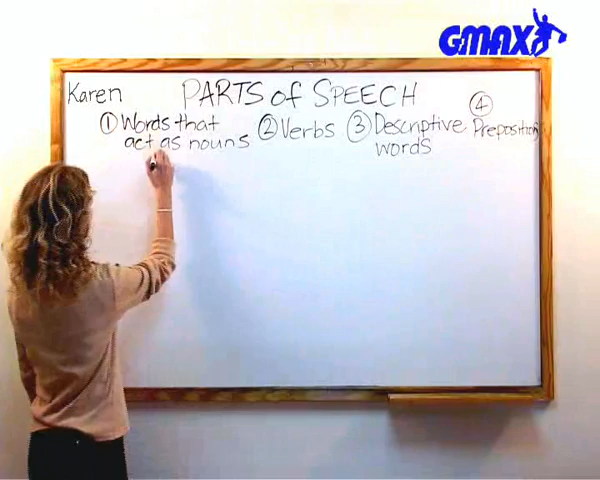 GMAX
Karen
PARTS of SPEECH
① Words that
act as nouns
② Verbs
③ Descriptive
words
④
Prepositions